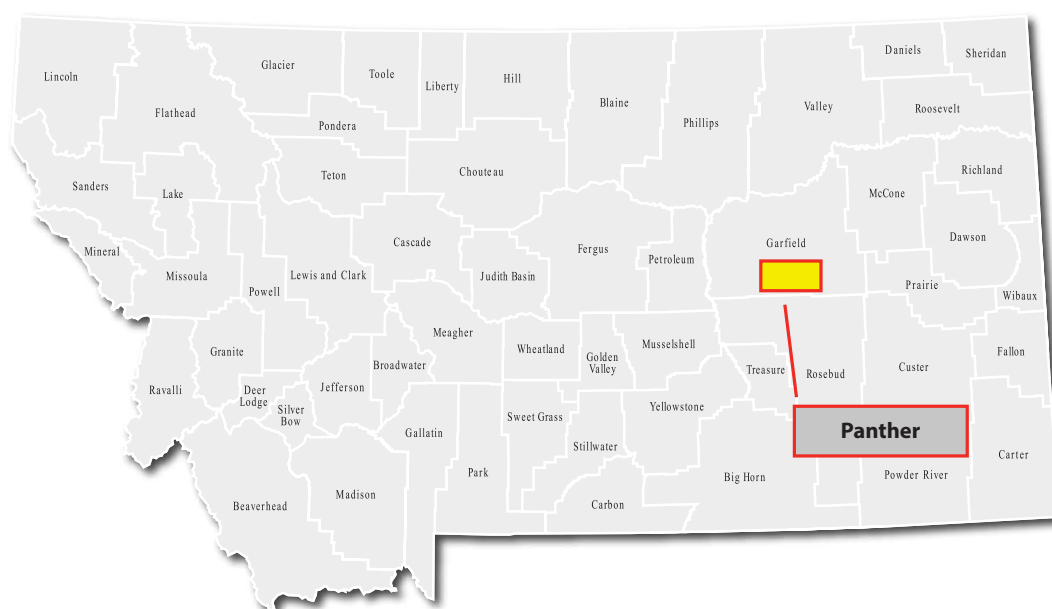 Lincoln
Flathead
Glacier
Toole
Liberty
Hill
Blaine
Phillips
Valley
Daniels
Sheridan
Roosevelt
Pondera
Teton
Chouteau
Sanders
Lake
Mineral
Missoula
Powell
Lewis and Clark
Cascade
Judith Basin
Fergus
Petroleum
Garfield
McCone
Richland
Dawson
Prairie
Wibaux
Granite
Ravalli
Deer
Lodge
Silver
Bow
Jefferson
Broadwater
Meagher
Wheatland
Golden
Valley
Musselshell
Treasure
Rosebud
Custer
Fallon
Gallatin
Sweet Grass
Yellowstone
Stillwater
Panther
Beaverhead
Madison
Park
Carbon
Big Horn
Powder River
Carter